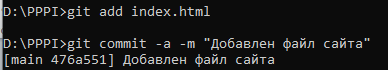 D:\PPPI>git add index.html
D:\PPPI>git commit -a -m "Добавлен файл сайта"
[main 476a551] Добавлен файл сайта